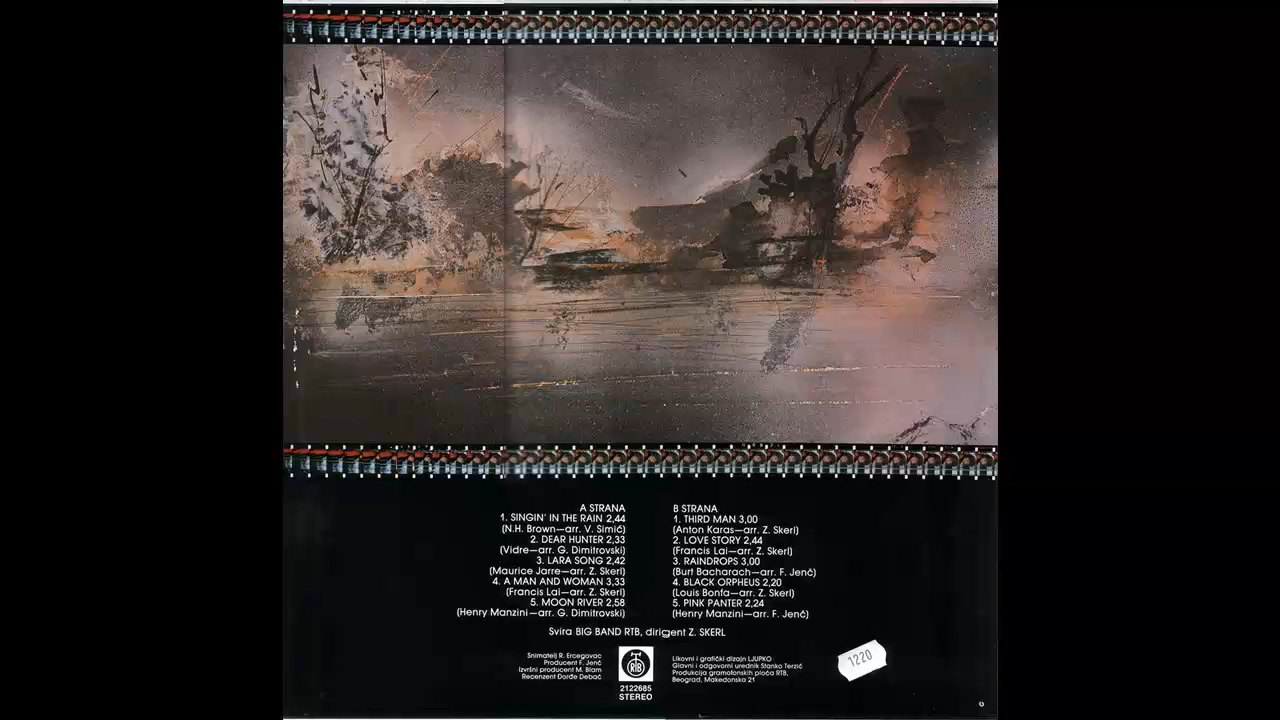 A STRANA
1. SINGIN' IN THE RAIN 2,44
(N.H. Brown—arr. V. Simić)
2. DEAR HUNTER 2,33
(Vidre—arr. G. Dimitrovski)
3. LARA SONG 2,42
(Maurice Jarre—arr. Z. Skerl)
4. A MAN AND WOMAN 3,33
(Francis Lai—arr. Z. Skerl)
5. MOON RIVER 2,58
(Henry Manzini—arr. G. Dimitrovski)
B STRANA
1. THIRD MAN 3,00
(Anton Karas—arr. Z. Skerl)
2. LOVE STORY 2,44
(Francis Lai—arr. Z. Skerl)
3. RAINDROPS 3,00
(Burt Bacharach—arr. F. Jenč)
4. BLACK ORPHEUS 2,20
(Louis Bonfa—arr. Z. Skerl)
5. PINK PANTER 2,24
(Henry Manzini—arr. F. Jenč)
Svira BIG BAND RTB, dirigent Z. SKERL
Snimatelj R. Ercegovac
Producent F. Jenč
Izvršni producent M. Blam
Recenzent Đorđe Debač
RTB
2122685
STEREO
Likovni i grafički dizajn LJUPKO
Glavni i odgovorni urednik Stanko Terzić
Produkcija gramofonskih ploča RTB,
Beograd, Makedonska 21
1220